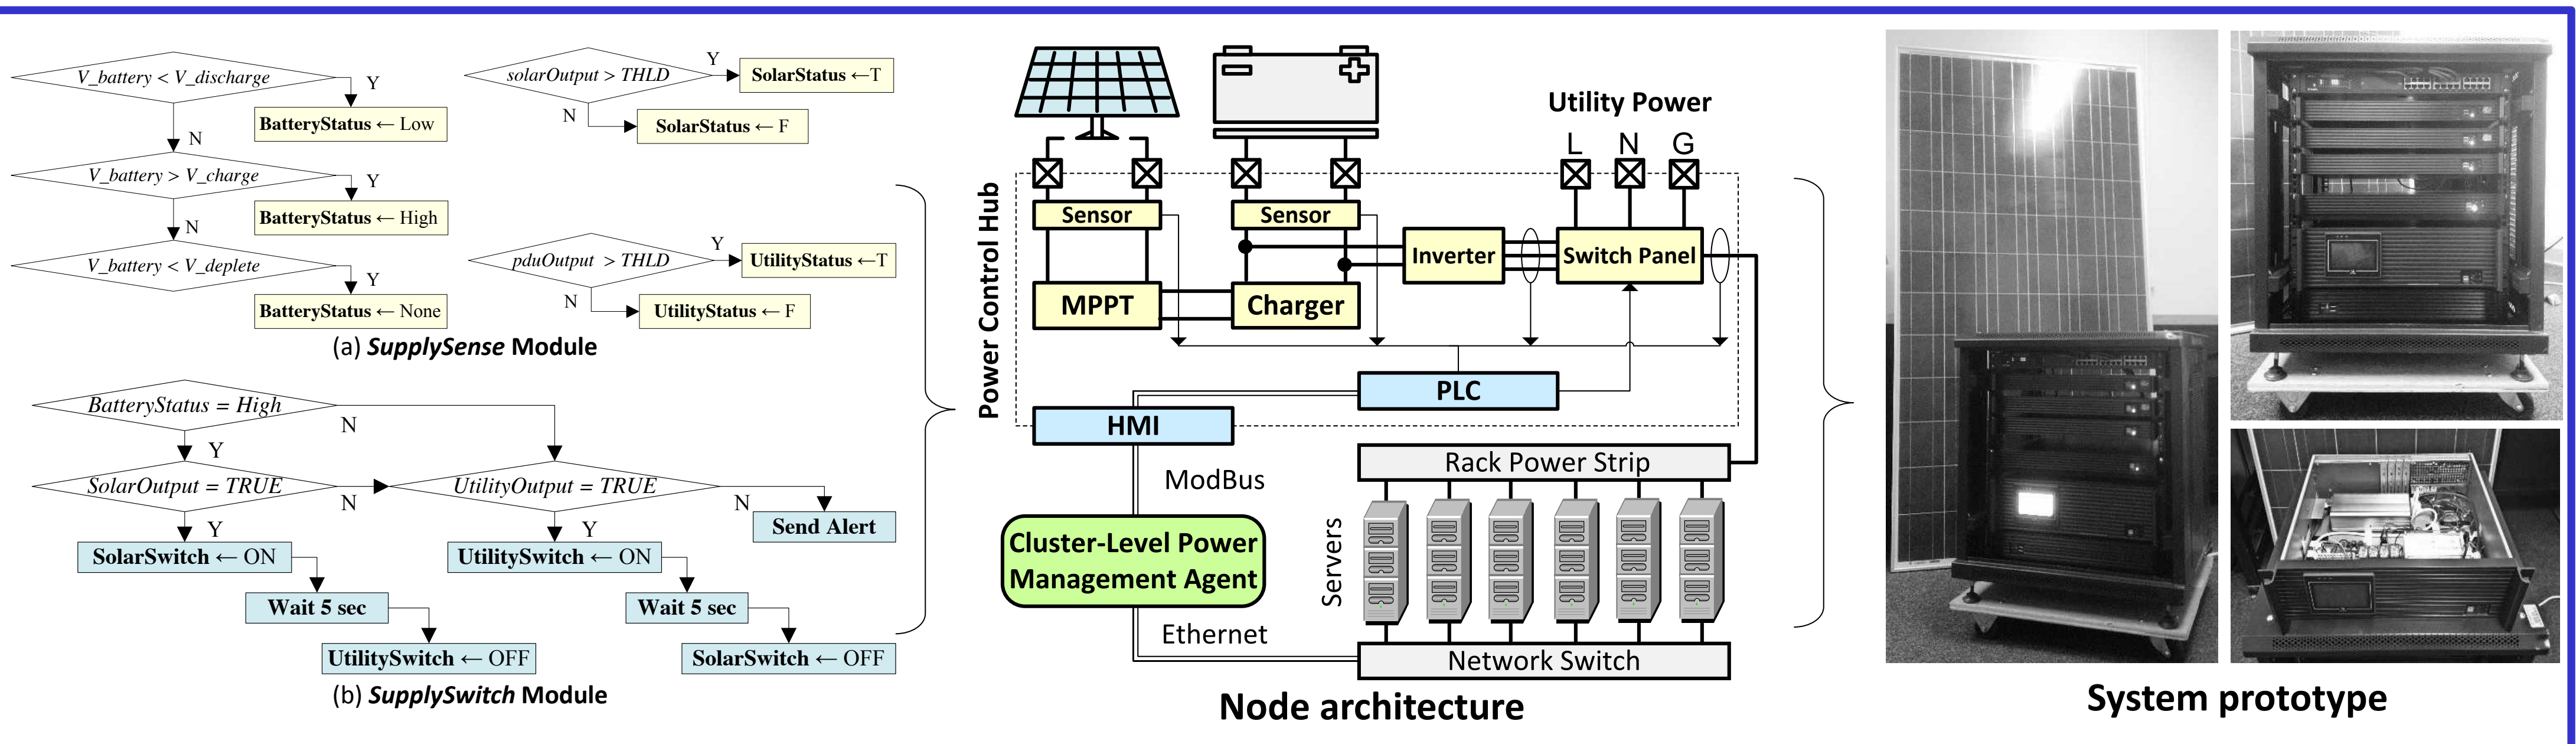 V_battery < V_discharge
Y
BatteryStatus ← Low
N
V_battery > V_charge
Y
BatteryStatus ← High
N
V_battery < V_deplete
Y
BatteryStatus ← None
solarOutput > THLD
Y
SolarStatus ←T
N
SolarStatus ← F
pduOutput > THLD
Y
UtilityStatus ←T
N
UtilityStatus ← F
(a) SupplySense Module
BatteryStatus = High
N
Y
SolarOutput = TRUE
N
UtilityOutput = TRUE
N
Y
Y
Send Alert
SolarSwitch ← ON
UtilitySwitch ← ON
Wait 5 sec
Wait 5 sec
UtilitySwitch ← OFF
SolarSwitch ← OFF
(b) SupplySwitch Module
Utility Power
L N G
Power Control Hub
Sensor
Sensor
Inverter
Switch Panel
MPPT
Charger
PLC
HMI
ModBus
Rack Power Strip
Cluster-Level Power
Management Agent
Servers
Ethernet
Network Switch
Node architecture
System prototype